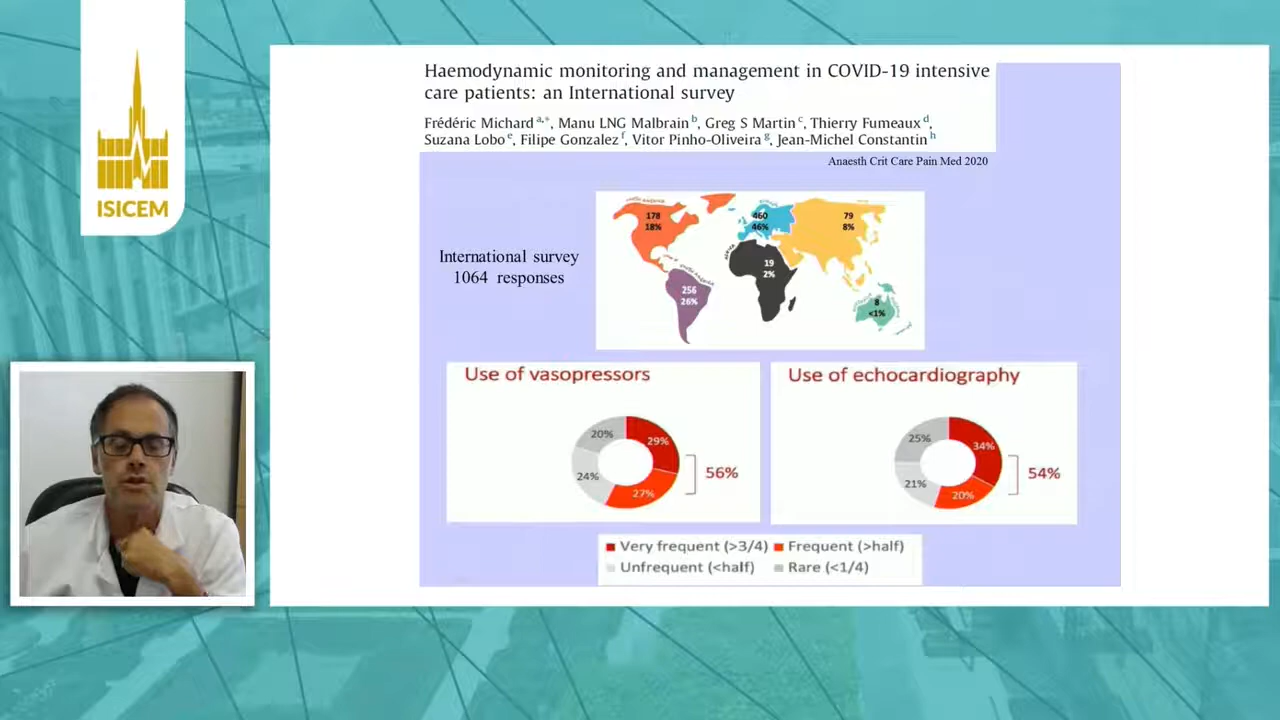 ISICEM
Haemodynamic monitoring and management in COVID-19 intensive
care patients: an International survey
Frédéric Michard a,*, Manu LNG Malbrain b, Greg S Martin c, Thierry Fumeaux d,
Suzana Lobo e, Filipe Gonzalez f, Vitor Pinho-Oliveira g, Jean-Michel Constantin h
Anaesth Crit Care Pain Med 2020
International survey
1064 responses
178
18%
460
46%
79
8%
19
2%
256
26%
8
<1%
Use of vasopressors
20%
29%
24%
27%
56%
Use of echocardiography
25%
34%
21%
20%
54%
Very frequent (>3/4)
Frequent (>half)
Unfrequent (<half)
Rare (<1/4)